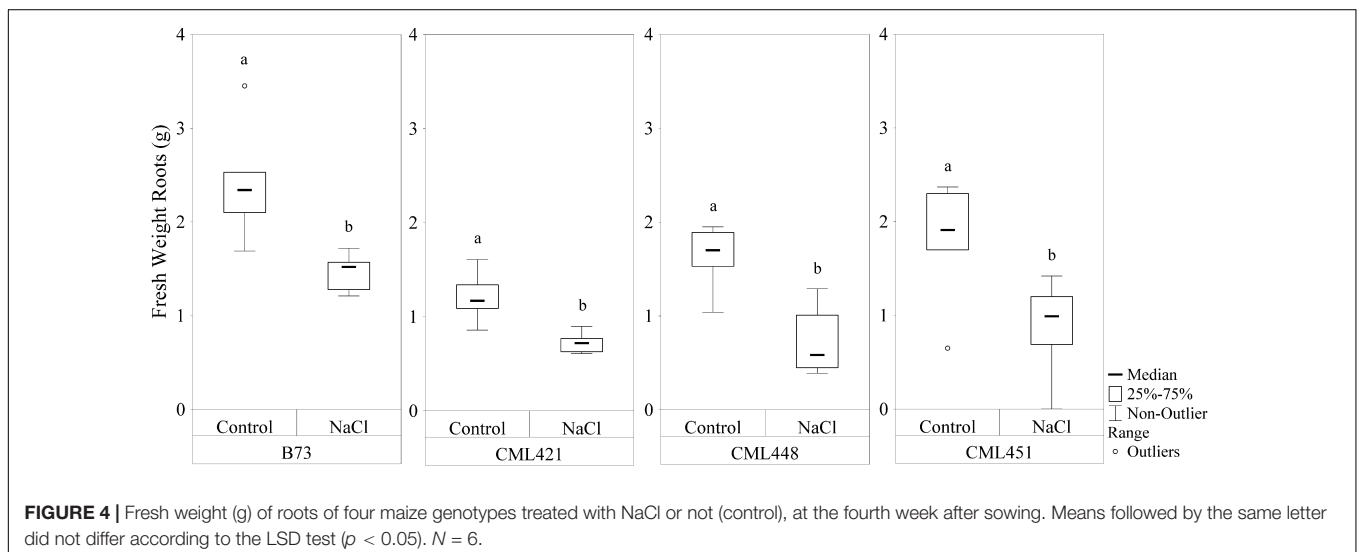 Fresh Weight Roots (g)
4
3
2
1
0
a
b
Control NaCl
B73
4
3
2
1
0
a
b
Control NaCl
CML421
4
3
2
1
0
a
b
Control NaCl
CML448
4
3
2
1
0
a
b
Control NaCl
CML451
Median
25%-75%
Non-Outlier
Range
Outliers
FIGURE 4 | Fresh weight (g) of roots of four maize genotypes treated with NaCl or not (control), at the fourth week after sowing. Means followed by the same letter
did not differ according to the LSD test (p < 0.05). N = 6.